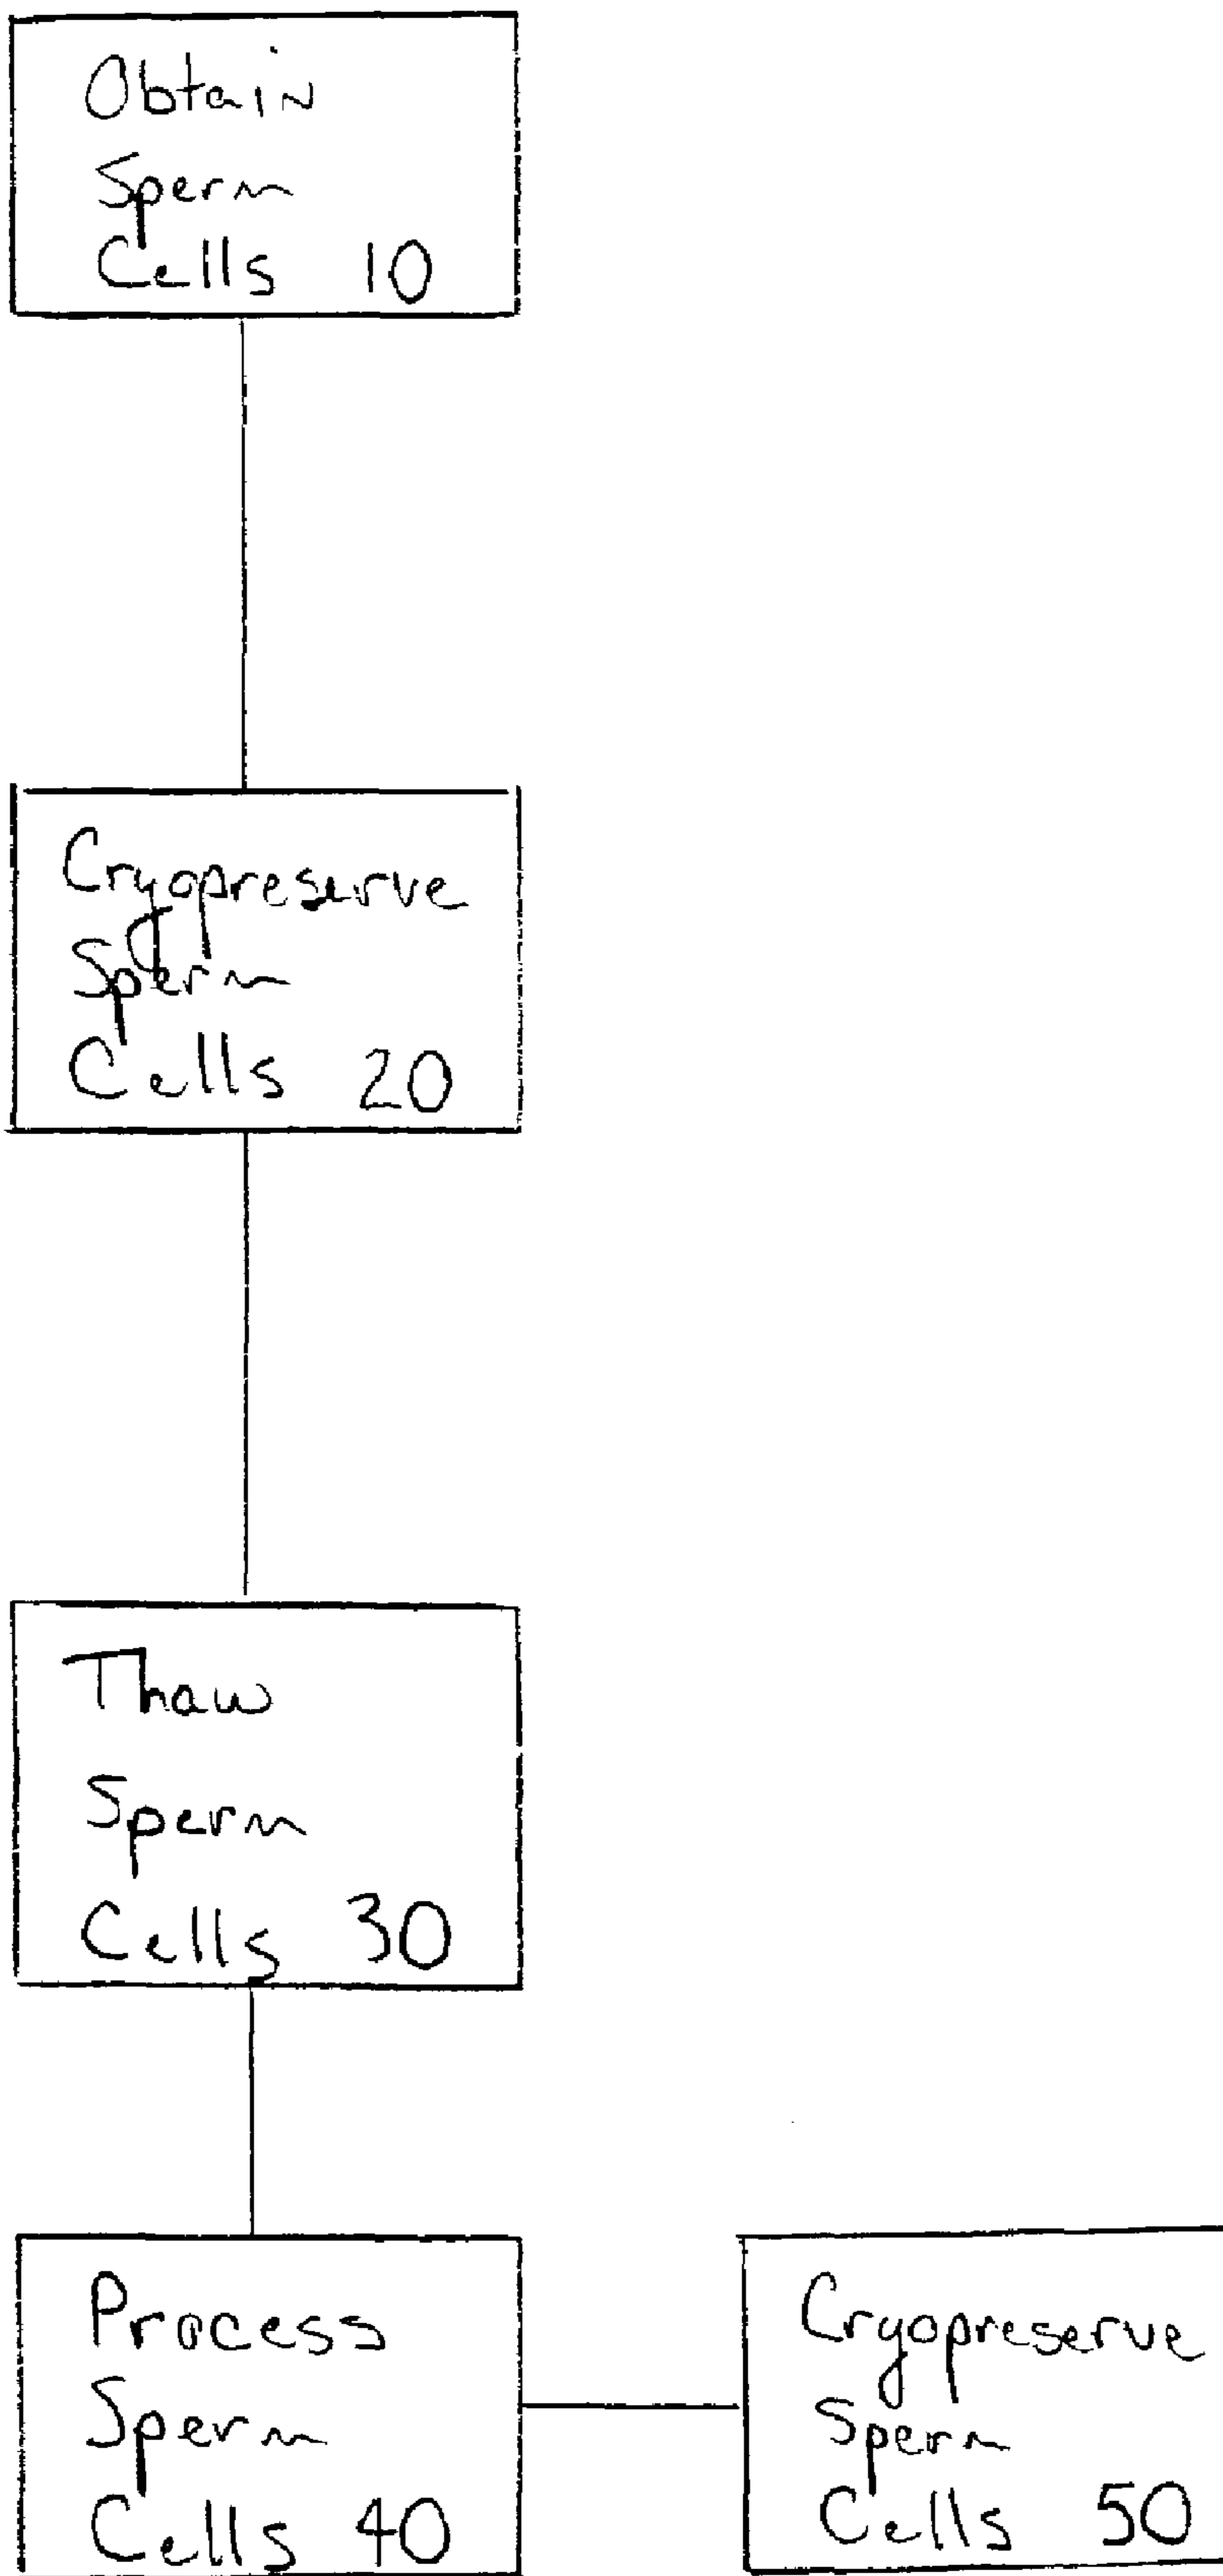 Obtain
Sperm
Cells 10
Cryopreserve
Sperm
Cells 20
Thaw
Sperm
Cells 30
Process
Sperm
Cells 40
Cryopreserve
Sperm
Cells 50